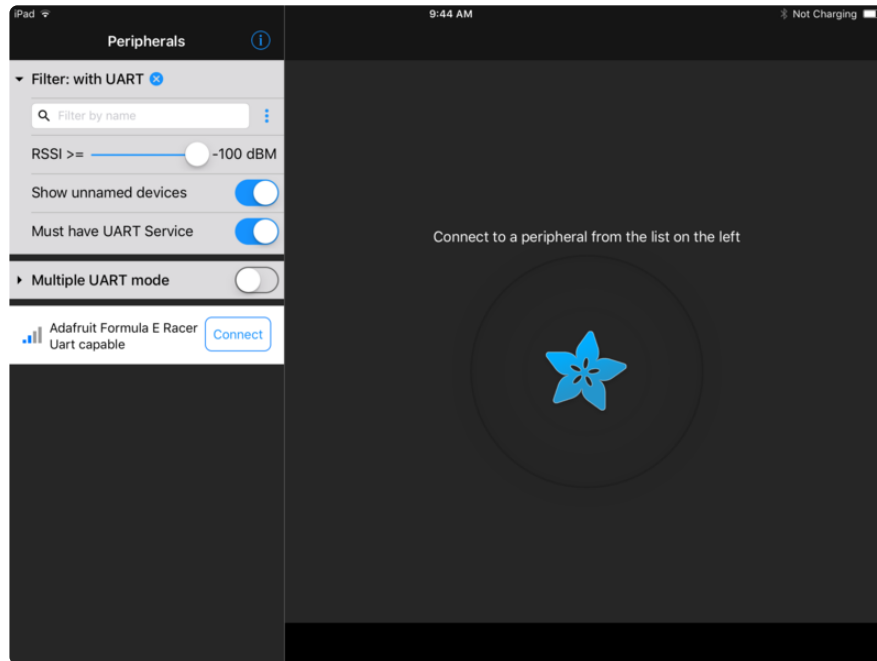 iPad
9:44 AM
Not Charging
Peripherals
Filter: with UART
Filter by name
RSSI >=
-100 dBM
Show unnamed devices
Must have UART Service
Multiple UART mode
Adafruit Formula E Racer
Uart capable
Connect
Connect to a peripheral from the list on the left